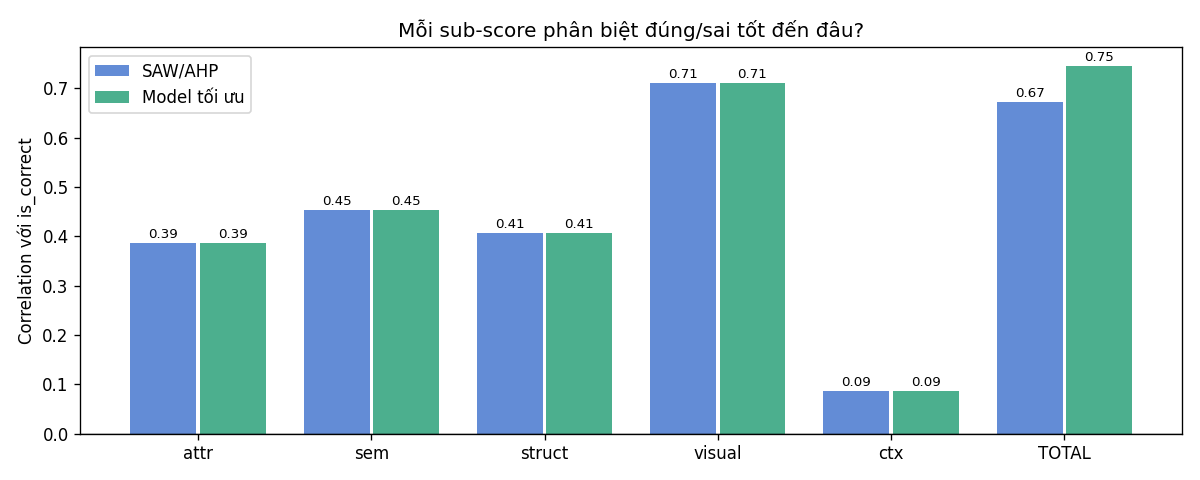 Mỗi sub-score phân biệt đúng/sai tốt đến đâu?
SAW/AHP
Model tối ưu
Correlation với is_correct
0.7
0.6
0.5
0.4
0.3
0.2
0.1
0.0
0.39 0.39
0.45 0.45
0.41 0.41
0.71 0.71
0.09 0.09
0.67 0.75
attr sem struct visual ctx TOTAL